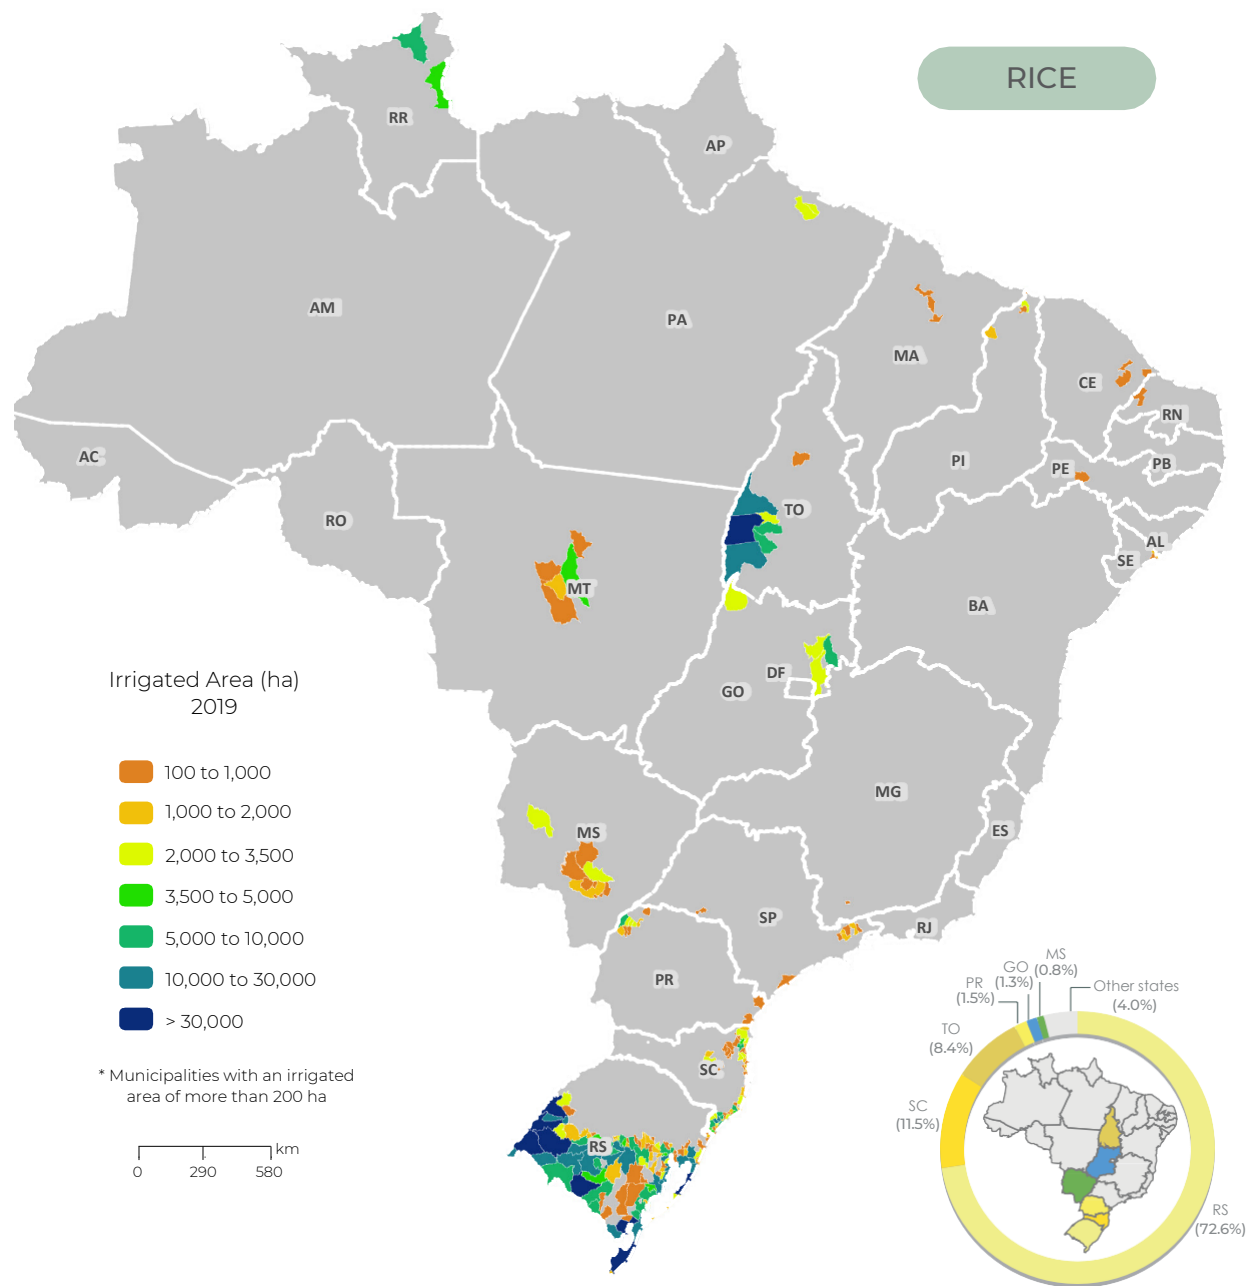 RICE
RR
AP
AM
PA
MA
CE
RN
AC
PI
PE
PB
RO
TO
AL
SE
MT
BA
DF
GO
Irrigated Area (ha)
2019
100 to 1,000
1,000 to 2,000
2,000 to 3,500
3,500 to 5,000
5,000 to 10,000
10,000 to 30,000
> 30,000
* Municipalities with an irrigated
area of more than 200 ha
km
0 290 580
MG
MS
ES
SP
RJ
PR
SC
RS
MS
(0.8%)
GO
(1.3%)
PR
(1.5%)
Other states
(4.0%)
TO
(8.4%)
SC
(11.5%)
RS
(72.6%)